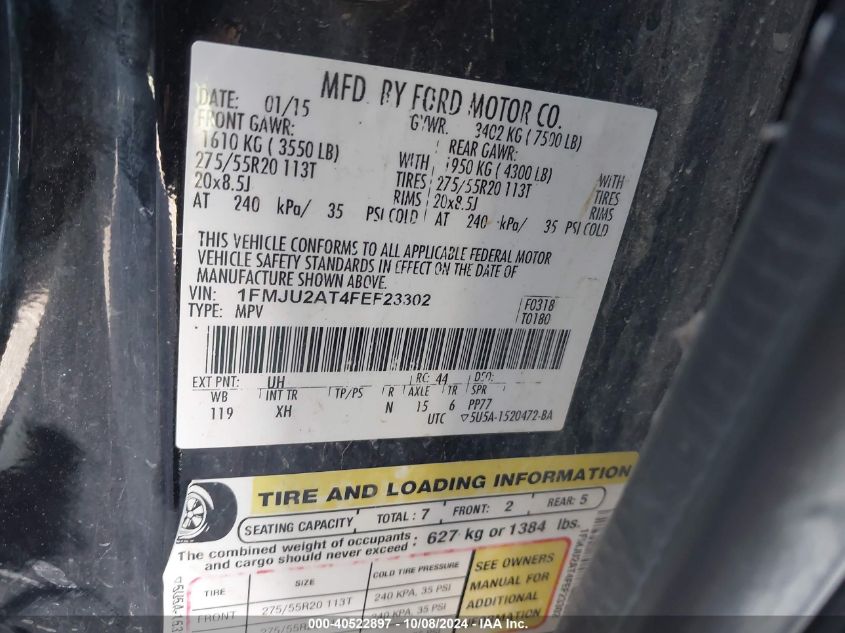 MFD. BY FORD MOTOR CO.
DATE: 01/15 GVWR: 3402 KG ( 7500 LB)
FRONT GAWR: REAR GAWR:
1610 KG ( 3550 LB) WITH 1950 KG ( 4300 LB) WITH
275/55R20 113T TIRES 275/55R20 113T TIRES
20x8.5J RIMS 20x8.5J RIMS
AT 240 kPa/ 35 PSI COLD AT 240 kPa/ 35 PSI COLD
THIS VEHICLE CONFORMS TO ALL APPLICABLE FEDERAL MOTOR
VEHICLE SAFETY STANDARDS IN EFFECT ON THE DATE OF
MANUFACTURE SHOWN ABOVE.
VIN: 1FMJU2AT4FEF23302 F0318
TYPE: MPV T0180
EXT PNT: UH RC: 44 DSO:
WB INT TR TP/PS R AXLE TR SPR
119 XH N 15 6 PP77
UTC ▽5U5A-1520472-BA
TIRE AND LOADING INFORMATION
SEATING CAPACITY TOTAL : 7 FRONT: 2 REAR: 5
The combined weight of occupants
and cargo should never exceed : 627 kg or 1384 lbs.
TIRE SIZE COLD TIRE PRESSURE
FRONT 275/55R20 113T 240 KPA, 35 PSI
275/55R20 113T 240 KPA, 35 PSI
SEE OWNERS
MANUAL FOR
ADDITIONAL
INFORMATION
000-40522897 - 10/08/2024 - IAAI.com